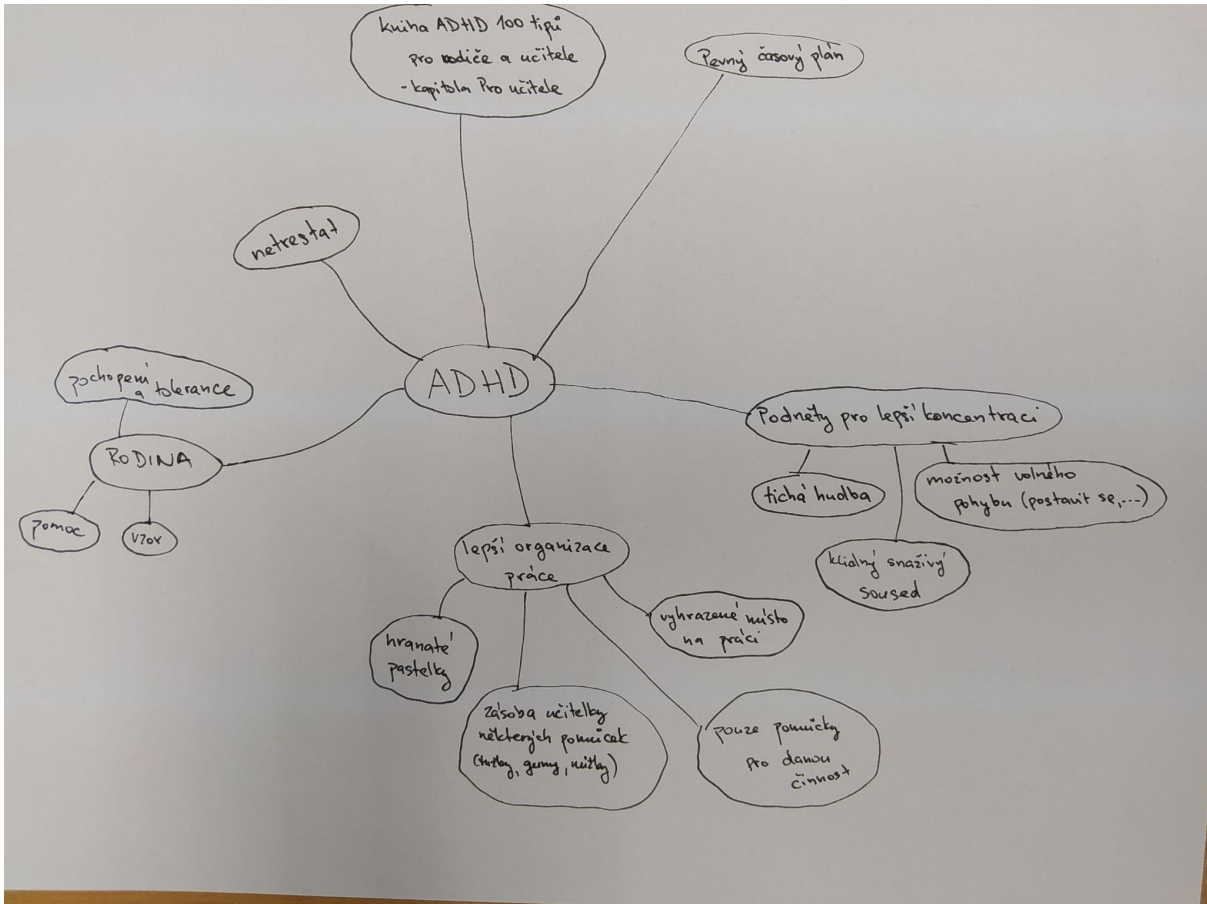 kniha ADHD 100 tipů
pro rodiče a učitele
- kapitola Pro učitele
Pevný časový plán
netrestat
ADHD
pochopení
a tolerance
RODINA
pomoc
vzor
Podněty pro lepší koncentraci
tichá hudba
možnost volného
pohybu (postavit se,...)
klidný snaživý
soused
lepší organizace
práce
hranaté
pastelky
vyhrazené místo
na práci
zásoba učitelky
některých pomůcek
(tužky, gumy, nůžky)
pouze pomůcky
pro danou
činnost